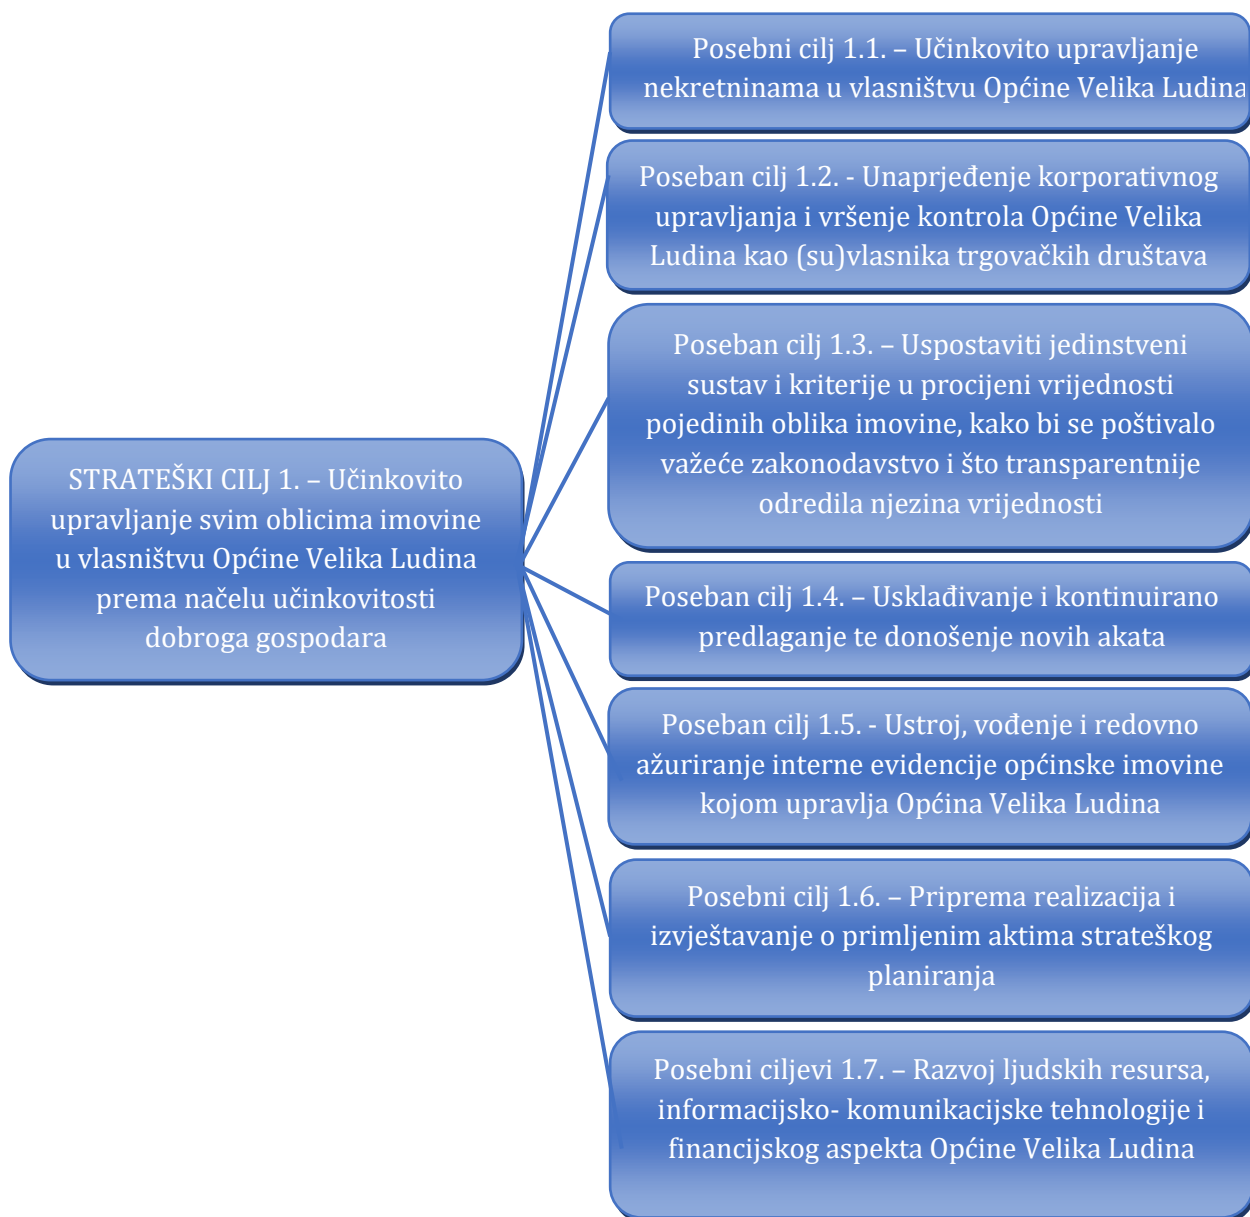 Posebni cilj 1.1. – Učinkovito upravljanje
nekretninama u vlasništvu Općine Velika Ludina
Poseban cilj 1.2. - Unaprjeđenje korporativnog
upravljanja i vršenje kontrola Općine Velika
Ludina kao (su)vlasnika trgovačkih društava
Poseban cilj 1.3. – Uspostaviti jedinstveni
sustav i kriterije u procijeni vrijednosti
pojedinih oblika imovine, kako bi se poštivalo
važeće zakonodavstvo i što transparentnije
odredila njezina vrijednosti
STRATEŠKI CILJ 1. – Učinkovito
upravljanje svim oblicima imovine
u vlasništvu Općine Velika Ludina
prema načelu učinkovitosti
dobroga gospodara
Poseban cilj 1.4. – Usklađivanje i kontinuirano
predlaganje te donošenje novih akata
Poseban cilj 1.5. - Ustroj, vođenje i redovno
ažuriranje interne evidencije općinske imovine
kojom upravlja Općina Velika Ludina
Posebni cilj 1.6. – Priprema realizacija i
izvještavanje o primljenim aktima strateškog
planiranja
Posebni ciljevi 1.7. – Razvoj ljudskih resursa,
informacijsko- komunikacijske tehnologije i
financijskog aspekta Općine Velika Ludina